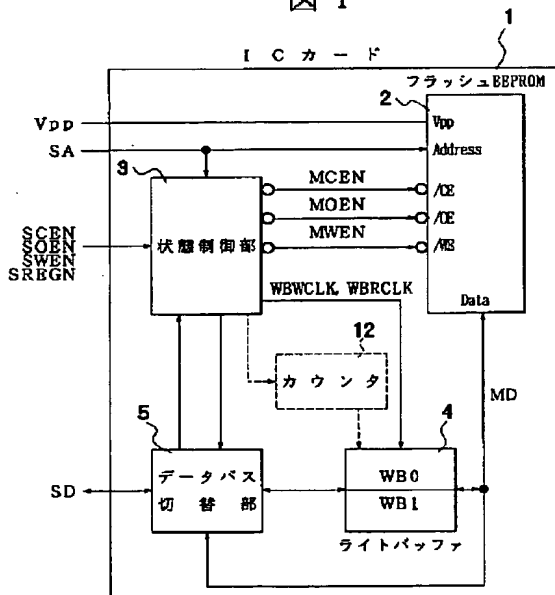 図 1
1
ＩＣカード
フラッシュEEPROM
2
Vpp
Vpp
SA
Address
3
MCEN
/CE
MOEN
/OE
MWEN
/WE
SCEN
SOEN
SWEN
SREGN
状態制御部
WBWCLK, WBRCLK
Data
12
カウンタ
MD
5
4
SD
データバス
切替部
WB0
WB1
ライトバッファ